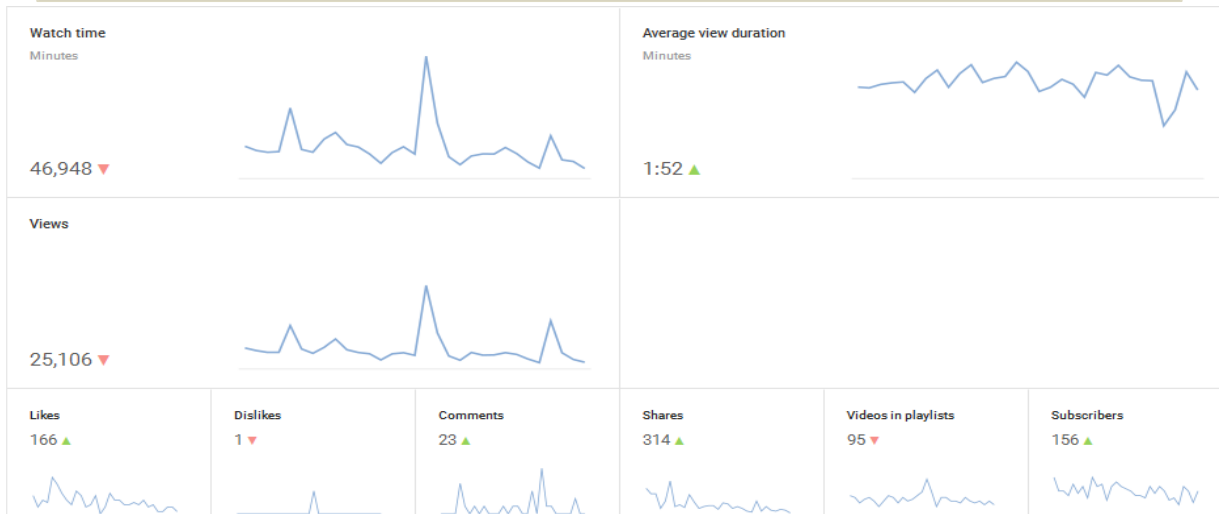 Watch time
Minutes
46,948
Average view duration
Minutes
1:52
Views
25,106
Likes
166
Dislikes
1
Comments
23
Shares
314
Videos in playlists
95
Subscribers
156